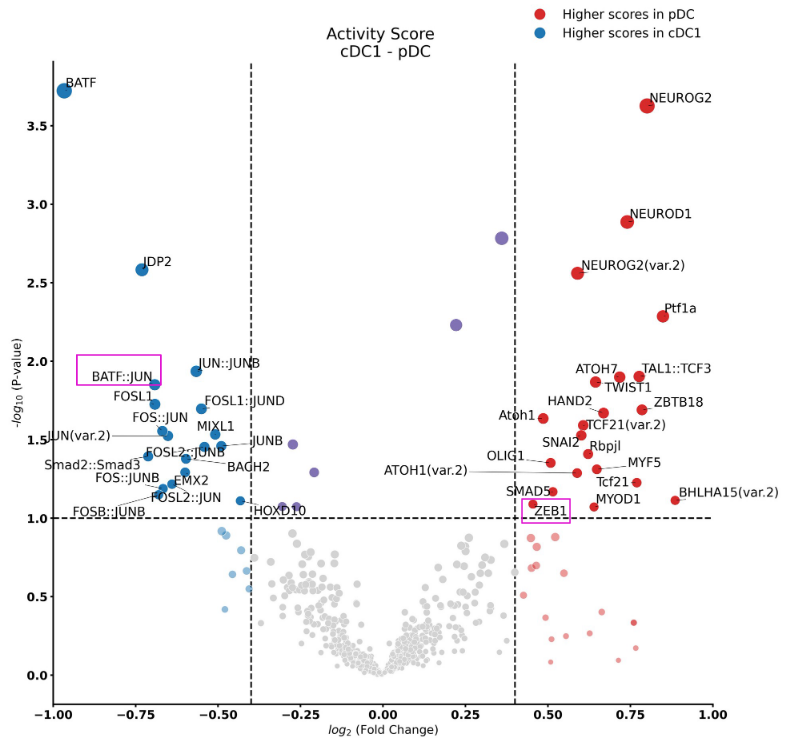 Higher scores in pDC
Higher scores in cDC1
Activity Score
cDC1 - pDC
BATF
NEUROG2
3.5
3.0
NEUROD1
JDP2
NEUROG2(var.2)
2.5
Ptf1a
-log10 (P-value)
2.0
JUN::JUNB
BATF::JUN
ATOH7
TAL1::TCF3
TWIST1
FOSL1
FOSL1::JUND
HAND2
ZBTB18
FOS::JUN
MIXL1
Atoh1
TCF21(var.2)
1.5
JUN(var.2)
JUNB
SNAI2
FOSL2::JUNB
Rbpjl
Smad2::Smad3
BACH2
OLIG1
MYF5
ATOH1(var.2)
FOS::JUNB
EMX2
Tcf21
FOSL2::JUN
SMAD5
MYOD1
BHLHA15(var.2)
FOSB::JUNB
HOXD10
ZEB1
1.0
0.5
0.0
−1.00
−0.75
−0.50
−0.25
0.00
0.25
0.50
0.75
1.00
log2 (Fold Change)